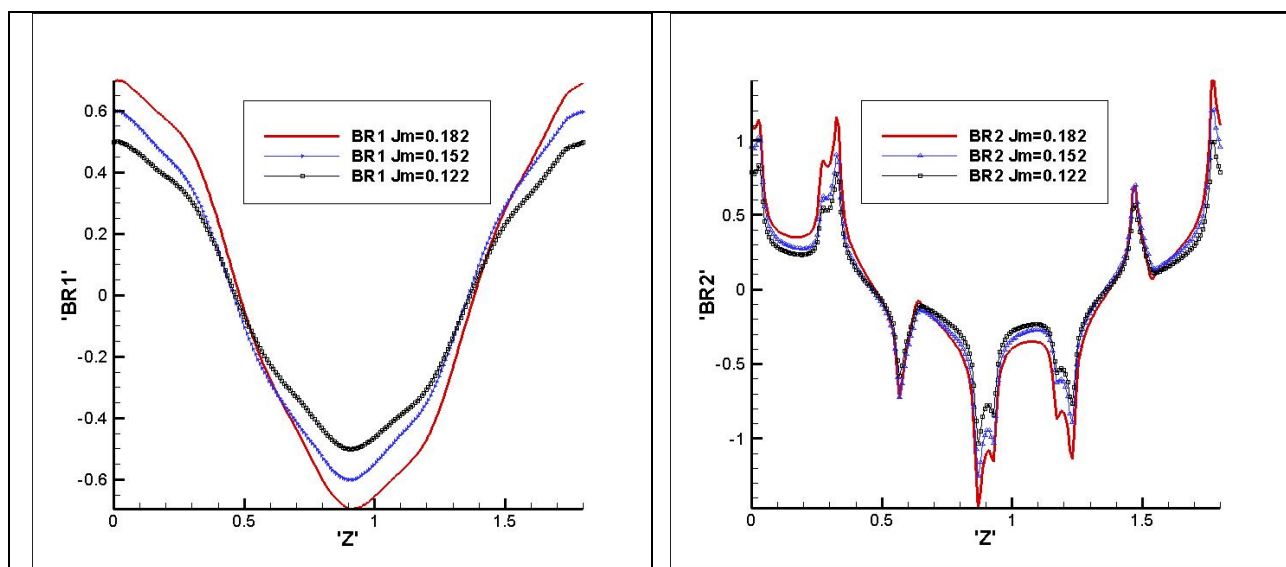 BR1 Jm=0.182
BR1 Jm=0.152
BR1 Jm=0.122
'BR1'
0.6
0.4
0.2
0
-0.2
-0.4
-0.6
0
0.5
1
1.5
'Z'
BR2 Jm=0.182
BR2 Jm=0.152
BR2 Jm=0.122
'BR2'
1
0.5
0
-0.5
-1
0
0.5
1
1.5
'Z'